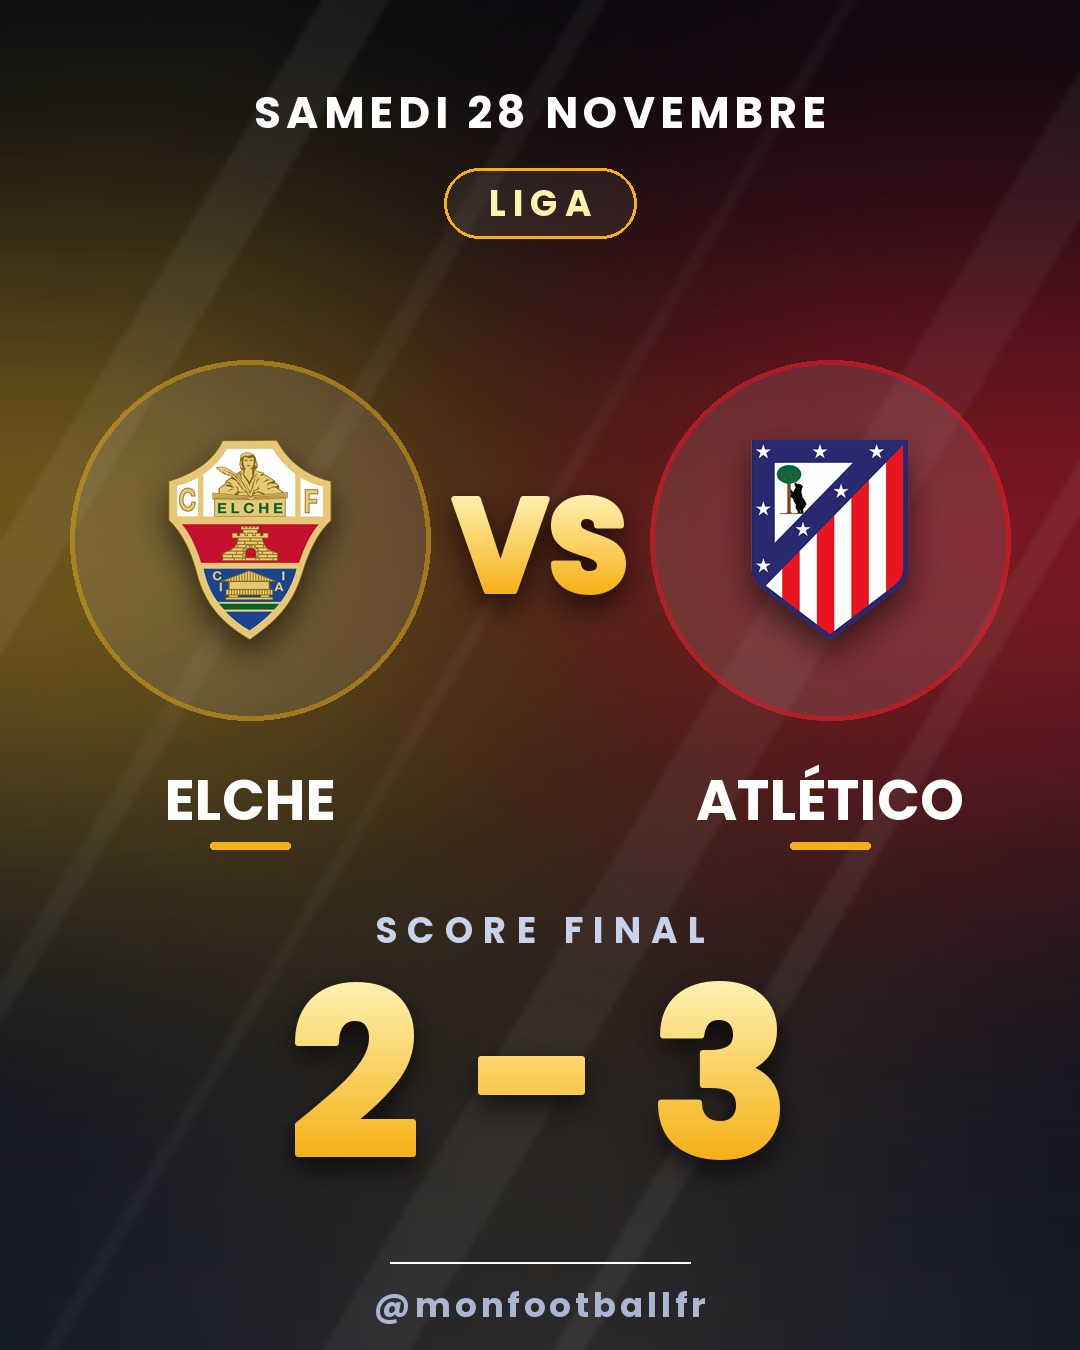 SAMEDI 28 NOVEMBRE
LIGA
C F
ELCHE
C I
I A
VS
ELCHE
ATLÉTICO
SCORE FINAL
2 – 3
@monfootballfr